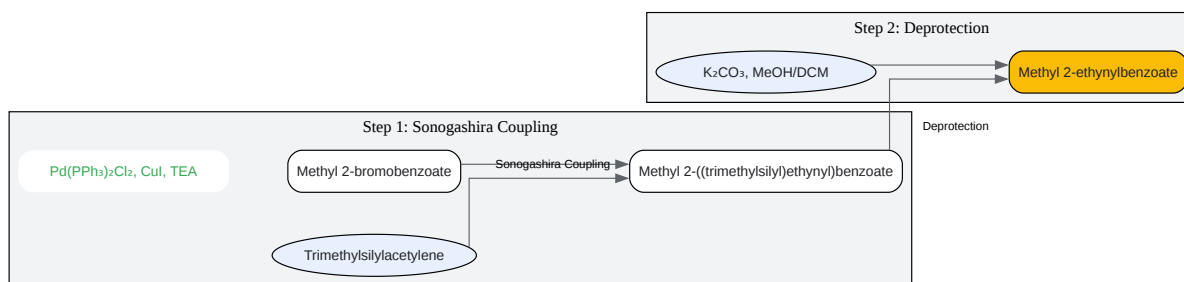 Step 2: Deprotection
K₂CO₃, MeOH/DCM
Methyl 2-ethynylbenzoate
Deprotection
Step 1: Sonogashira Coupling
Pd(PPh₃)₂Cl₂, CuI, TEA
Methyl 2-bromobenzoate
Sonogashira Coupling
Methyl 2-((trimethylsilyl)ethynyl)benzoate
Trimethylsilylacetylene